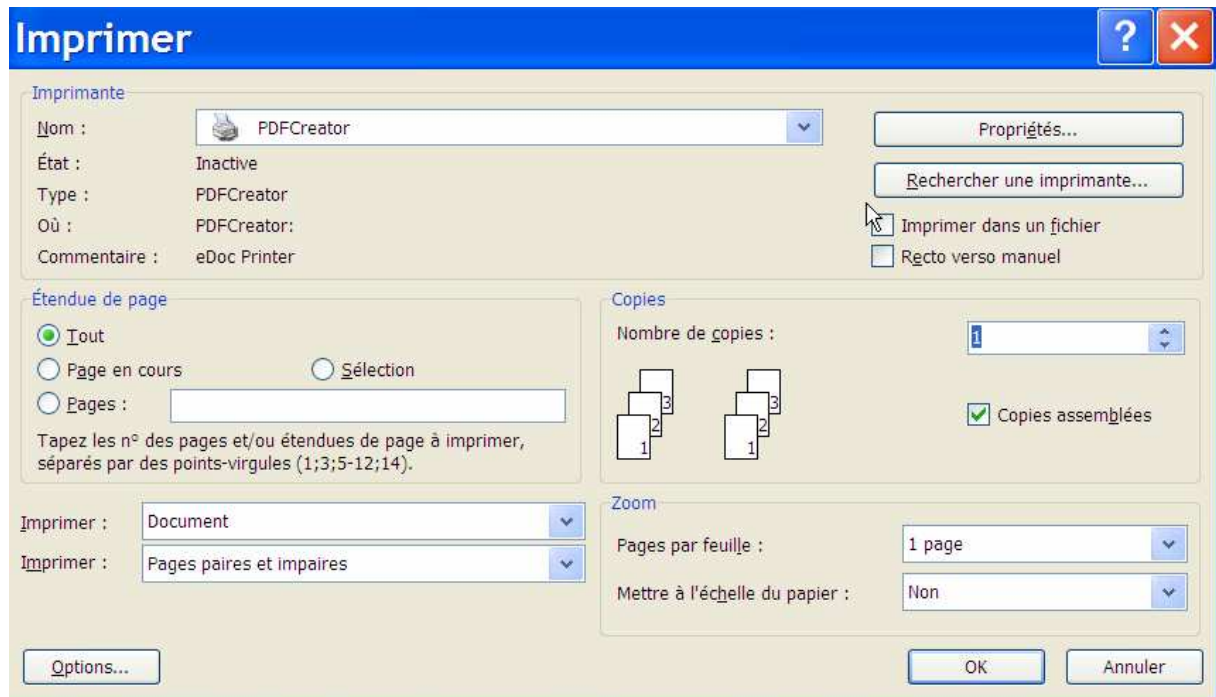 Imprimer
Imprimante
Nom : PDFCreator
Propriétés...
État : Inactive
Rechercher une imprimante...
Type : PDFCreator
Où : PDFCreator:
Imprimer dans un fichier
Commentaire : eDoc Printer
Recto verso manuel
Étendue de page
Tout
Page en cours
Sélection
Pages :
Tapez les nº des pages et/ou étendues de page à imprimer,
séparés par des points-virgules (1;3;5-12;14).
Copies
Nombre de copies : 1
3 3
2 2
1 1
Copies assemblées
Imprimer : Document
Imprimer : Pages paires et impaires
Zoom
Pages par feuille : 1 page
Mettre à l'échelle du papier : Non
Options...
OK
Annuler